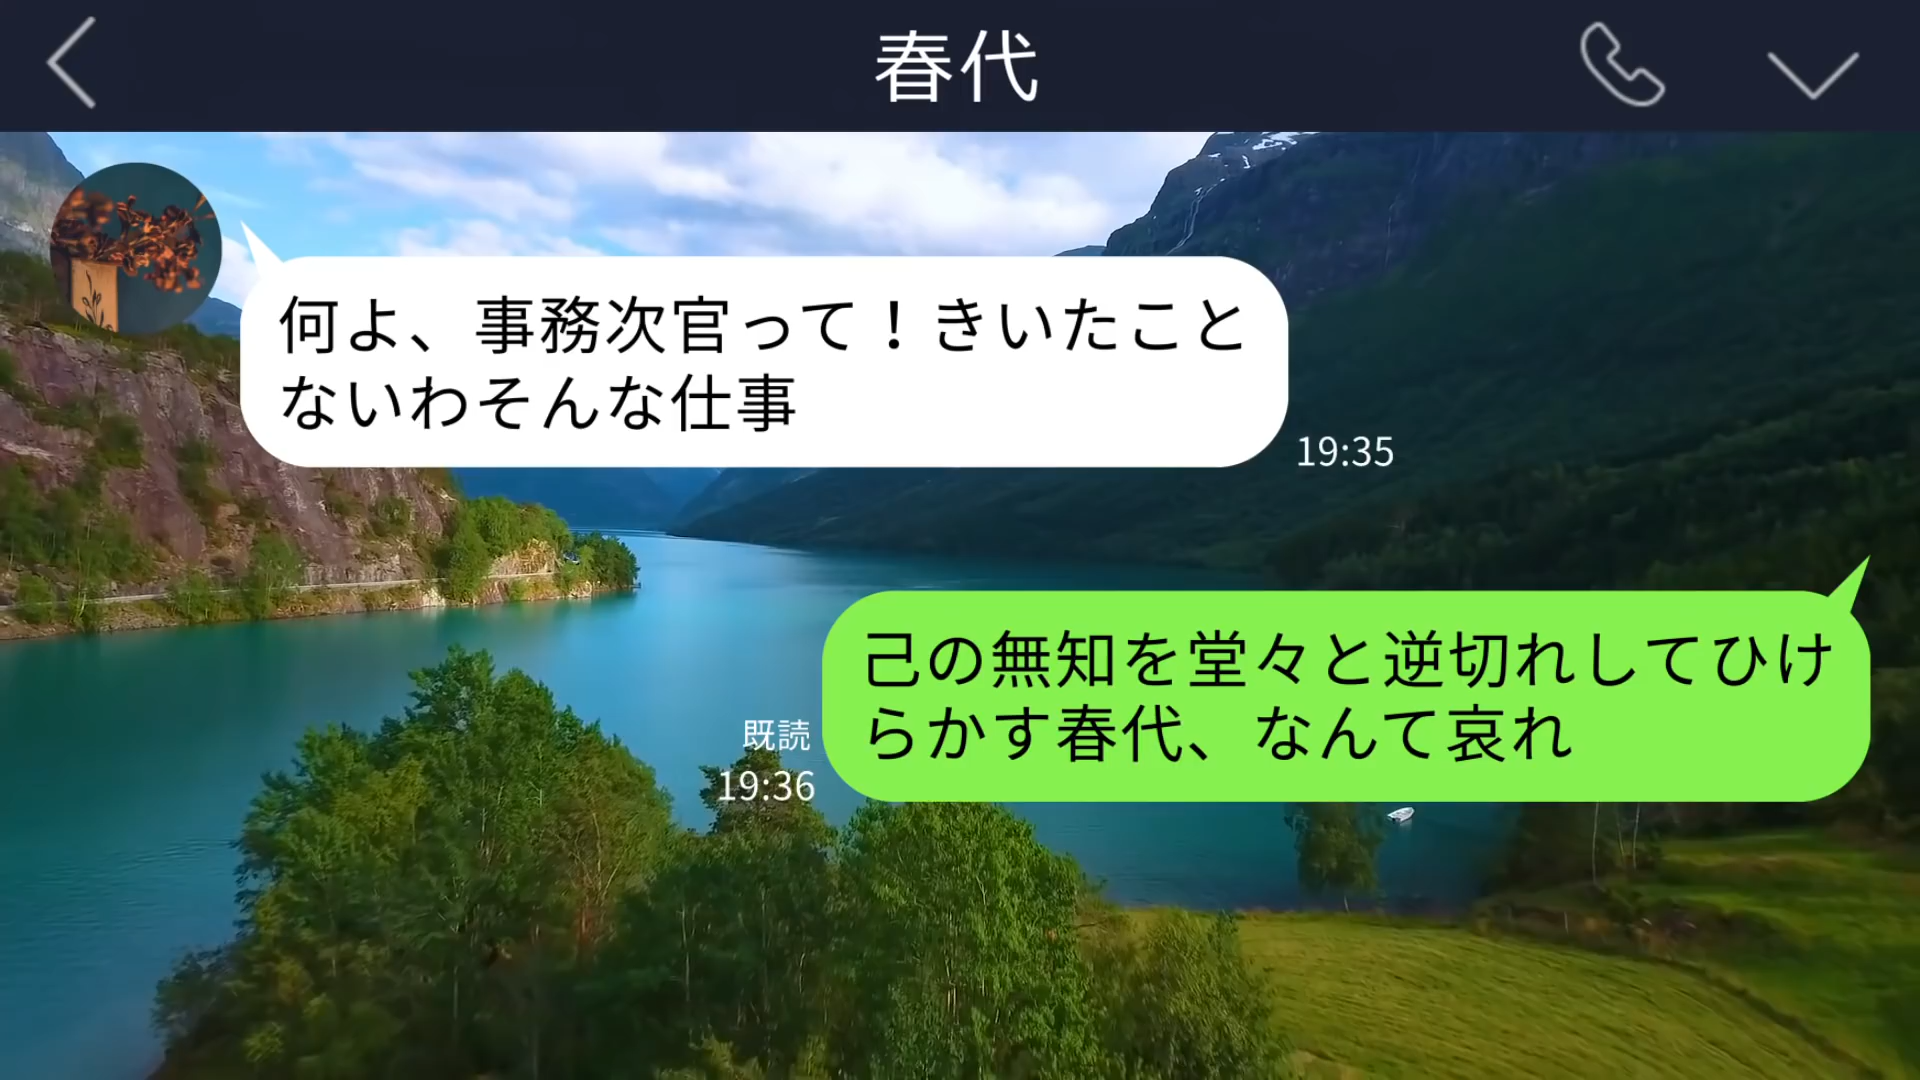 春代
何よ、事務次官って！きいたこと
ないわそんな仕事
19:35
己の無知を堂々と逆切れしてひけ
らかす春代、なんて哀れ
既読
19:36